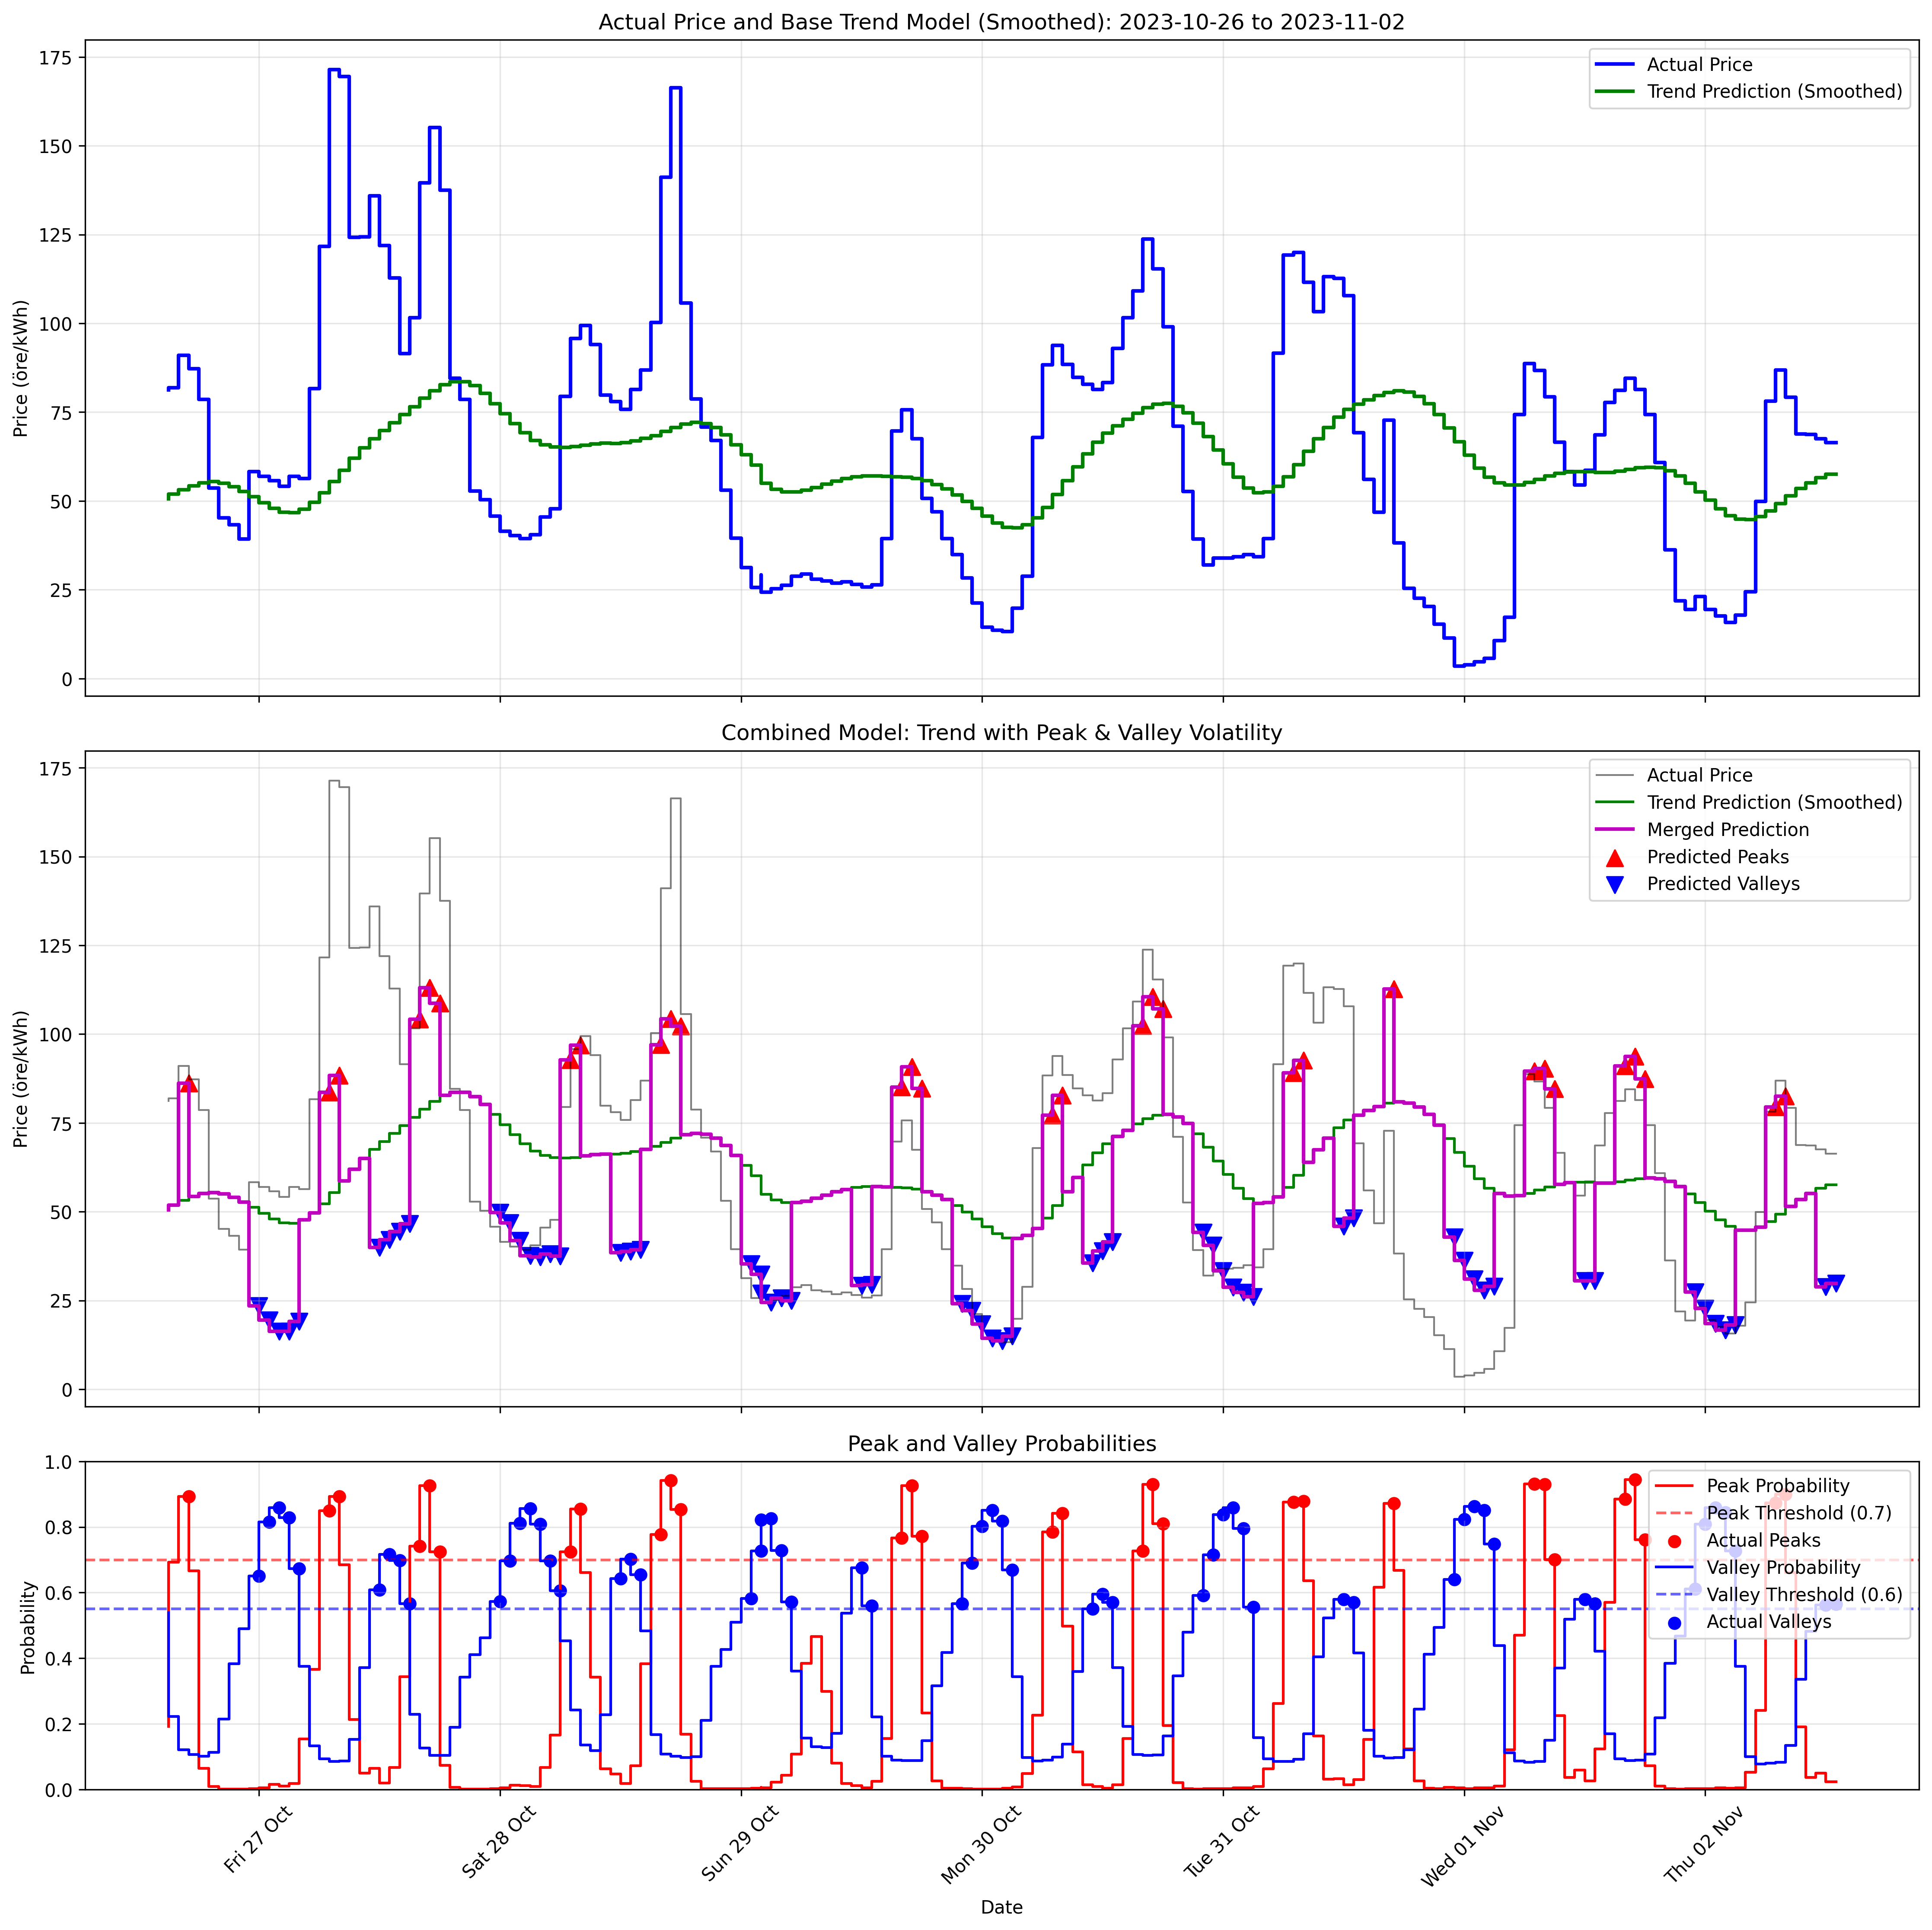 Actual Price and Base Trend Model (Smoothed): 2023-10-26 to 2023-11-02
Price (öre/kWh)
175
150
125
100
75
50
25
0
Actual Price
Trend Prediction (Smoothed)
Combined Model: Trend with Peak & Valley Volatility
Price (öre/kWh)
175
150
125
100
75
50
25
0
Actual Price
Trend Prediction (Smoothed)
Merged Prediction
Predicted Peaks
Predicted Valleys
Peak and Valley Probabilities
Probability
1.0
0.8
0.6
0.4
0.2
0.0
Peak Probability
Peak Threshold (0.7)
Actual Peaks
Valley Probability
Valley Threshold (0.6)
Actual Valleys
Fri 27 Oct
Sat 28 Oct
Sun 29 Oct
Mon 30 Oct
Tue 31 Oct
Wed 01 Nov
Thu 02 Nov
Date